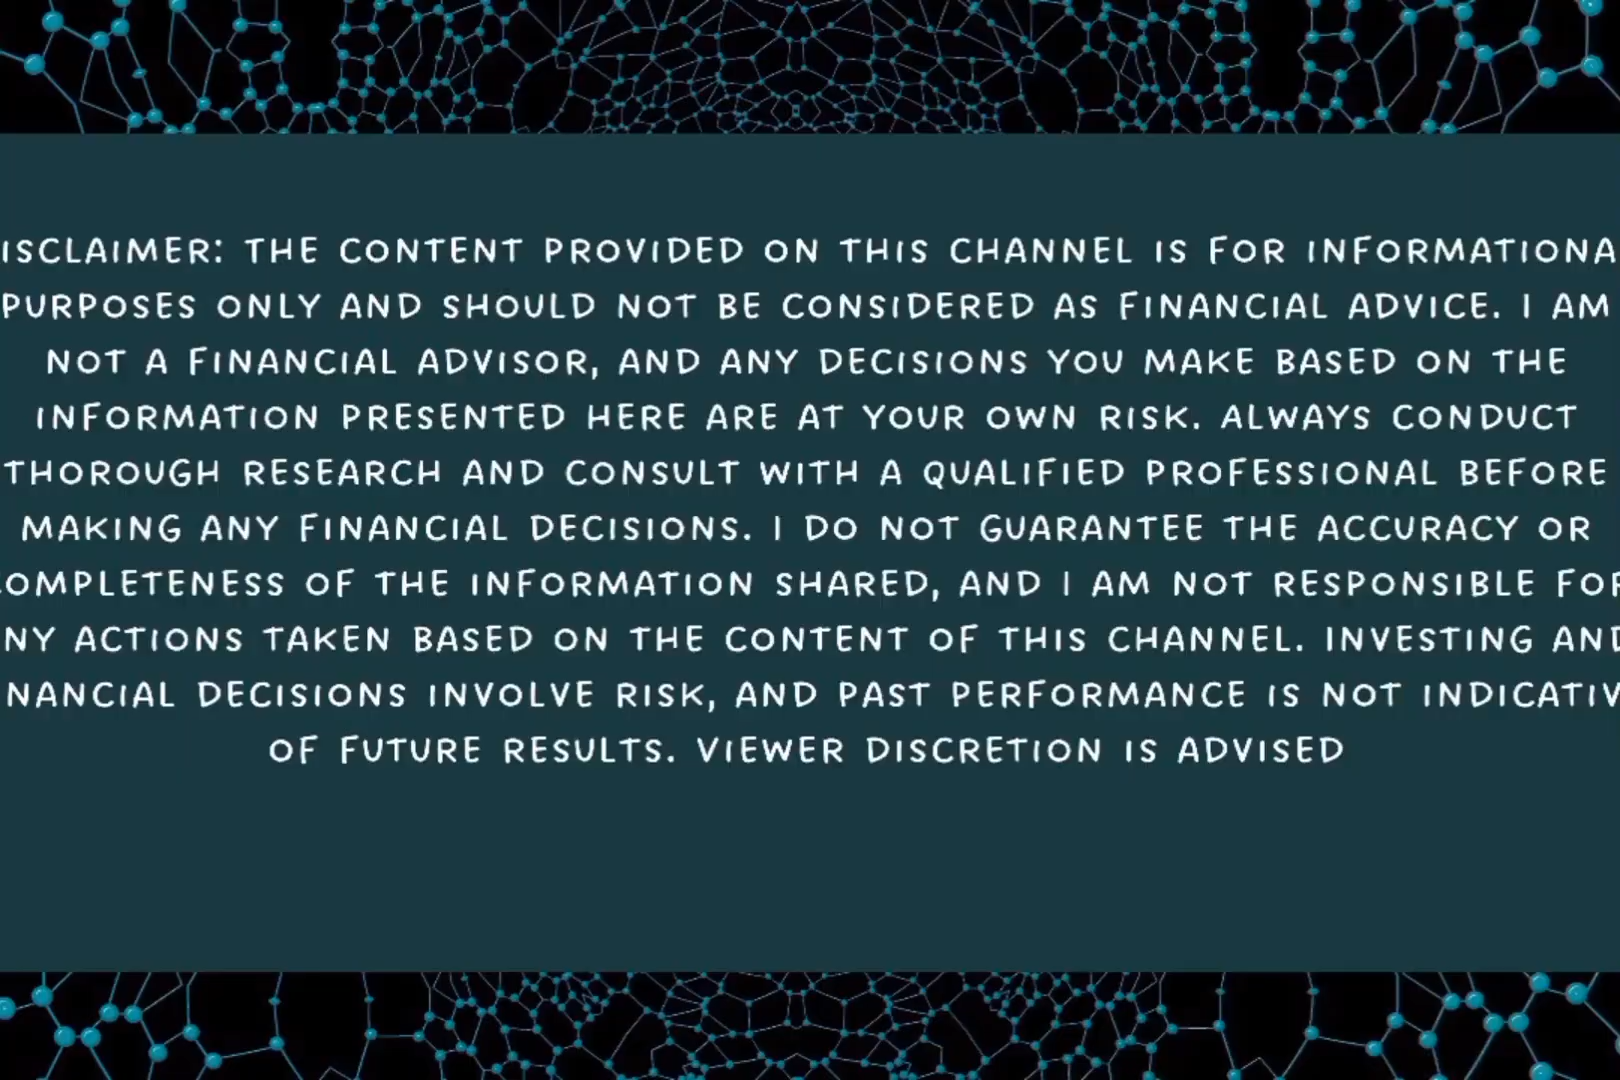 ISCLAIMER: THE CONTENT PROVIDED ON THIS CHANNEL IS FOR INFORMATIONA
PURPOSES ONLY AND SHOULD NOT BE CONSIDERED AS FINANCIAL ADVICE. I AM
NOT A FINANCIAL ADVISOR, AND ANY DECISIONS YOU MAKE BASED ON THE
INFORMATION PRESENTED HERE ARE AT YOUR OWN RISK. ALWAYS CONDUCT
THOROUGH RESEARCH AND CONSULT WITH A QUALIFIED PROFESSIONAL BEFORE
MAKING ANY FINANCIAL DECISIONS. I DO NOT GUARANTEE THE ACCURACY OR
COMPLETENESS OF THE INFORMATION SHARED, AND I AM NOT RESPONSIBLE FOR
NY ACTIONS TAKEN BASED ON THE CONTENT OF THIS CHANNEL. INVESTING AND
NANCIAL DECISIONS INVOLVE RISK, AND PAST PERFORMANCE IS NOT INDICATIV
OF FUTURE RESULTS. VIEWER DISCRETION IS ADVISED